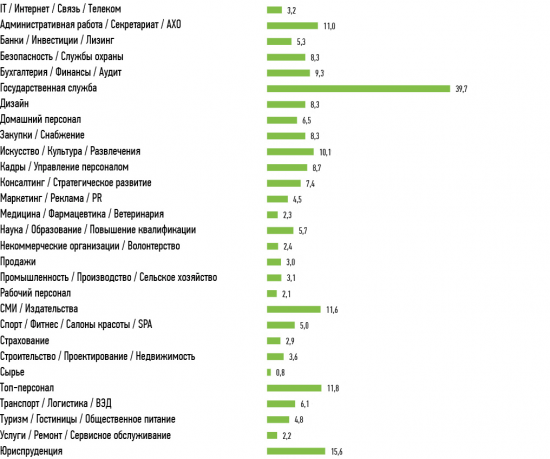 IT / Интернет / Связь / Телеком 3,2
Административная работа / Секретариат / АХО 11,0
Банки / Инвестиции / Лизинг 5,3
Безопасность / Службы охраны 8,3
Бухгалтерия / Финансы / Аудит 9,3
Государственная служба 39,7
Дизайн 8,3
Домашний персонал 6,5
Закупки / Снабжение 8,3
Искусство / Культура / Развлечения 10,1
Кадры / Управление персоналом 8,7
Консалтинг / Стратегическое развитие 7,4
Маркетинг / Реклама / PR 4,5
Медицина / Фармацевтика / Ветеринария 2,3
Наука / Образование / Повышение квалификации 5,7
Некоммерческие организации / Волонтерство 2,4
Продажи 3,0
Промышленность / Производство / Сельское хозяйство 3,1
Рабочий персонал 2,1
СМИ / Издательства 11,6
Спорт / Фитнес / Салоны красоты / SPA 5,0
Страхование 2,9
Строительство / Проектирование / Недвижимость 3,6
Сырье 0,8
Топ-персонал 11,8
Транспорт / Логистика / ВЭД 6,1
Туризм / Гостиницы / Общественное питание 4,8
Услуги / Ремонт / Сервисное обслуживание 2,2
Юриспруденция 15,6